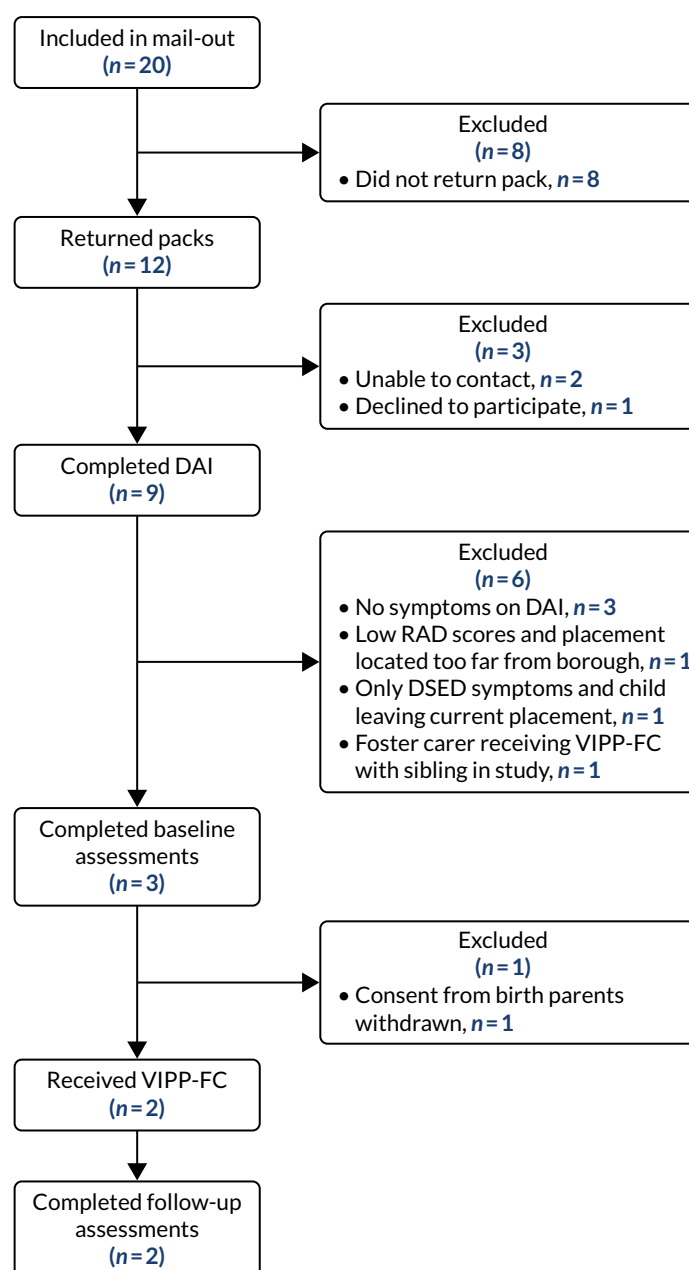 Included in mail-out
(n=20)
Excluded
(n=8)
• Did not return pack, n=8
Returned packs
(n=12)
Excluded
(n=3)
• Unable to contact, n=2
• Declined to participate, n=1
Completed DAI
(n=9)
Excluded
(n=6)
• No symptoms on DAI, n=3
• Low RAD scores and placement
located too far from borough, n=1
• Only DSED symptoms and child
leaving current placement, n=1
• Foster carer receiving VIPP-FC
with sibling in study, n=1
Completed baseline
assessments
(n=3)
Excluded
(n=1)
• Consent from birth parents
withdrawn, n=1
Received VIPP-FC
(n=2)
Completed follow-up
assessments
(n=2)